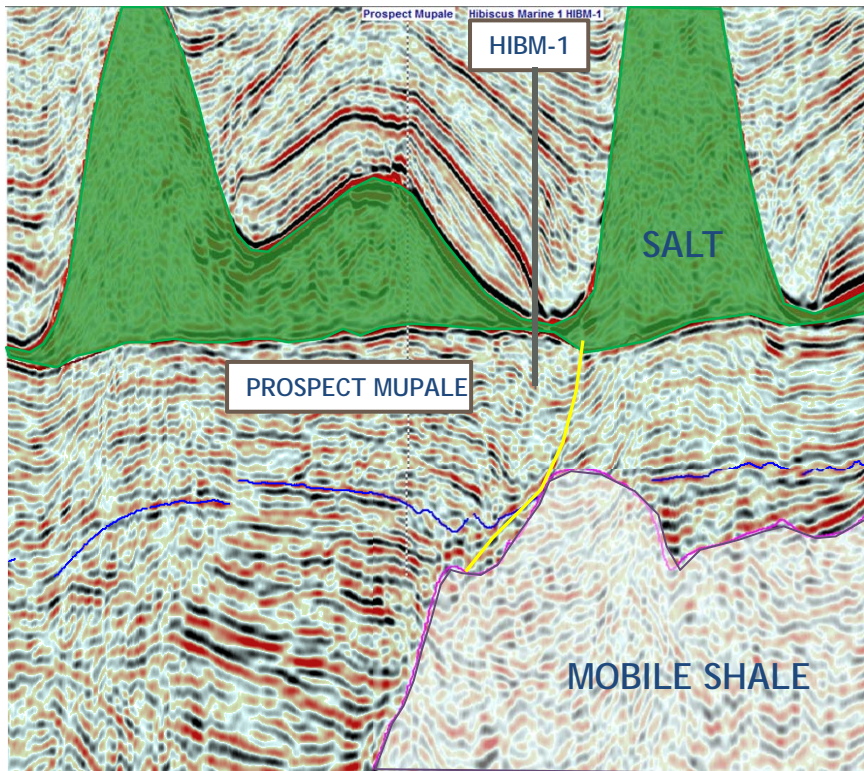 Prospect Mupale Hibiscus Marine 1 HIBM-1
HIBM-1
SALT
PROSPECT MUPALE
MOBILE SHALE